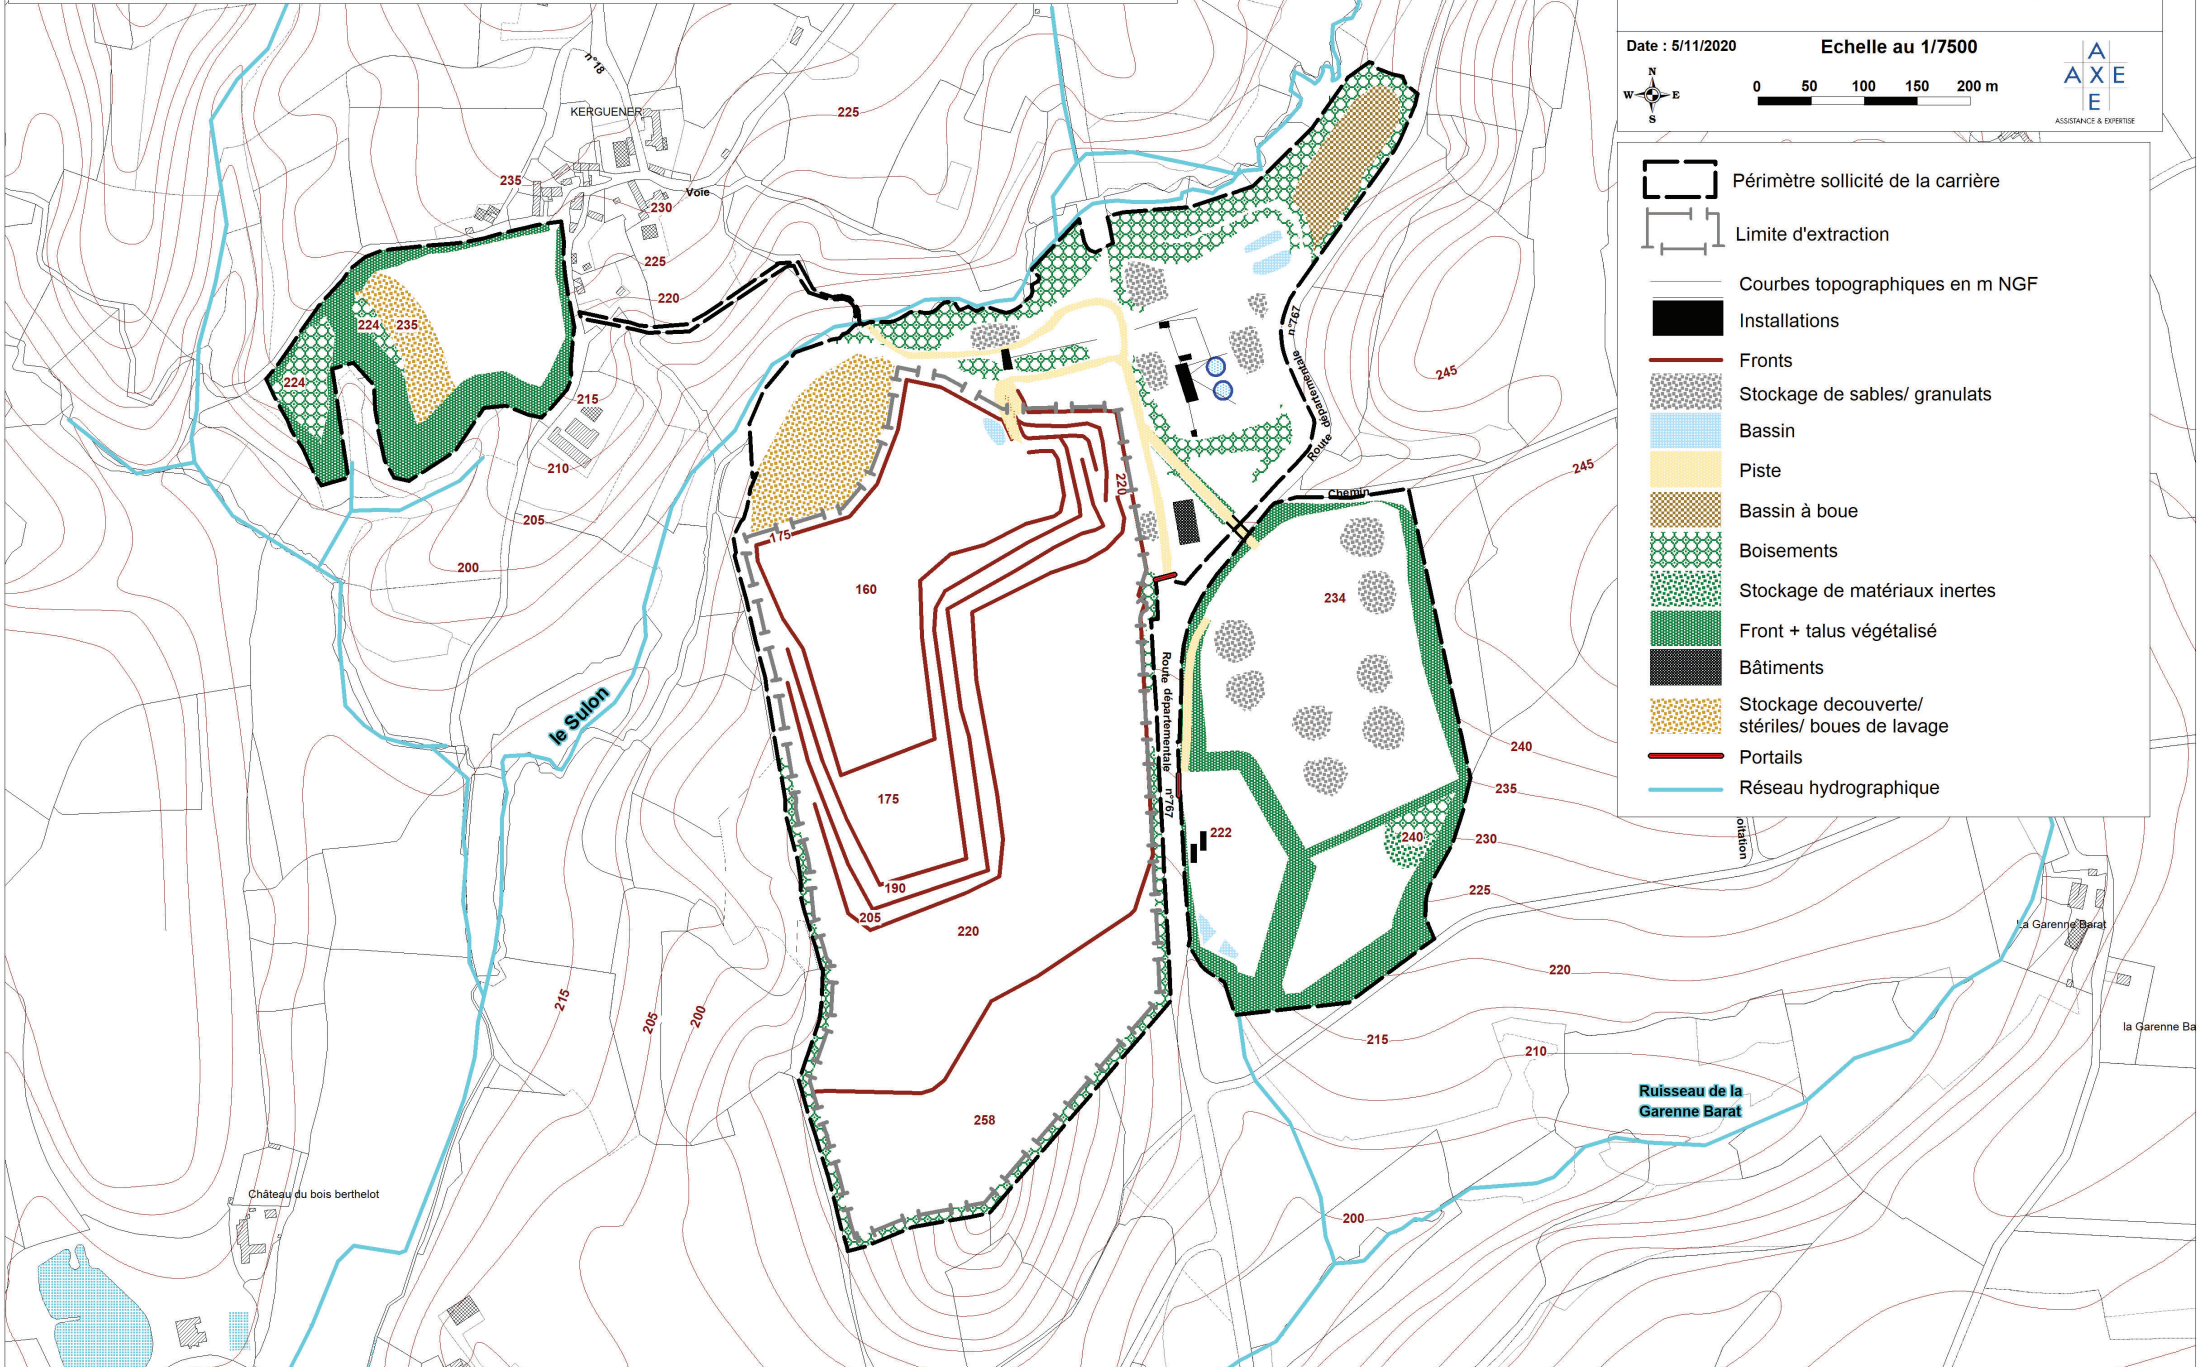 Date : 5/11/2020
Echelle au 1/7500
N
W
E
S
0 50 100 150 200 m
A
A X E
E
ASSISTANCE & EXPERTISE
Périmètre sollicité de la carrière
Limite d'extraction
Courbes topographiques en m NGF
Installations
Fronts
Stockage de sables/ granulats
Bassin
Piste
Bassin à boue
Boisements
Stockage de matériaux inertes
Front + talus végétalisé
Bâtiments
Stockage decouverte/
stériles/ boues de lavage
Portails
Réseau hydrographique
n°18
KERGUENER
225
235
Voie
230
225
220
224
235
224
215
210
205
200
245
245
n°767
Route départementale
Chemin
220
175
160
234
le Sulon
Route départementale n°767
175
240
235
222
240
230
oitation
190
225
205
220
La Garenne Barat
220
215
205
200
215
210
la Garenne Ba
Ruisseau de la
Garenne Barat
258
200
Château du bois berthelot